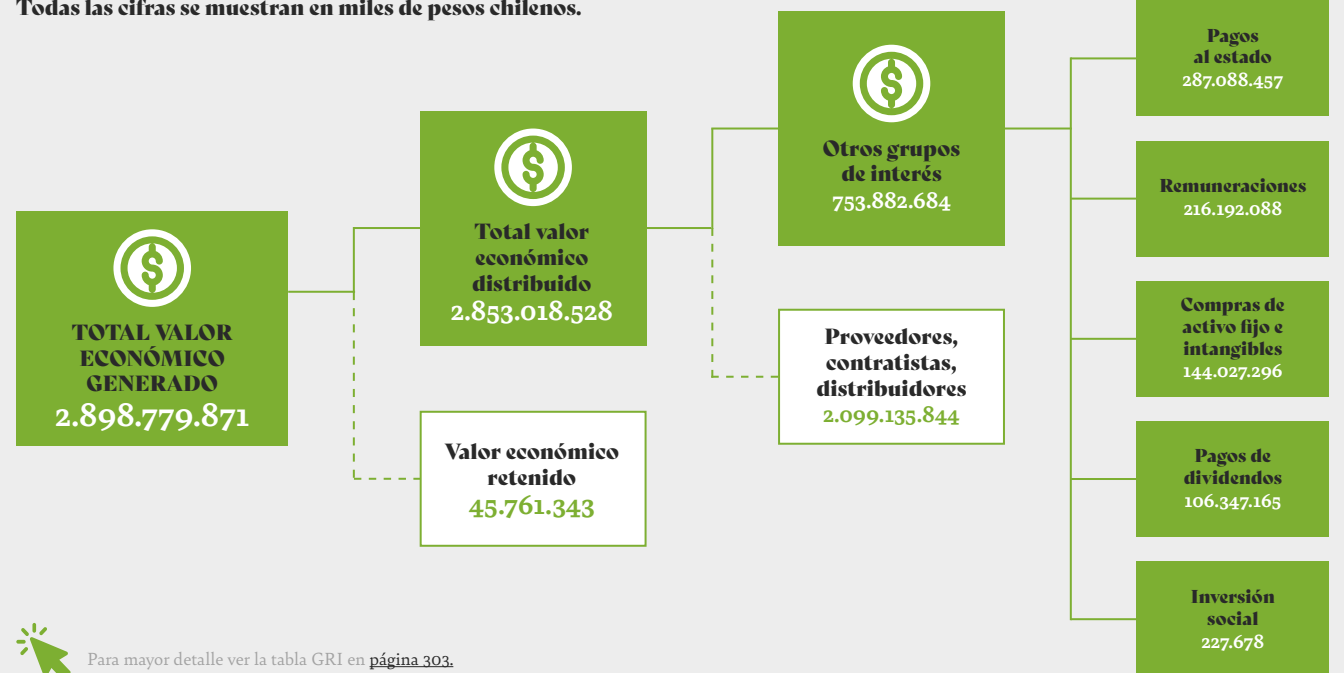 Todas las cifras se muestran en miles de pesos chilenos.
TOTAL VALOR
ECONÓMICO
GENERADO
2.898.779.871
Total valor
económico
distribuido
2.853.018.528
Valor económico
retenido
45.761.343
Otros grupos
de interés
753.882.684
Proveedores,
contratistas,
distribuidores
2.099.135.844
Pagos
al estado
287.088.457
Remuneraciones
216.192.088
Compras de
activo fijo e
intangibles
144.027.296
Pagos de
dividendos
106.347.165
Inversión
social
227.678
Para mayor detalle ver la tabla GRI en página 303.